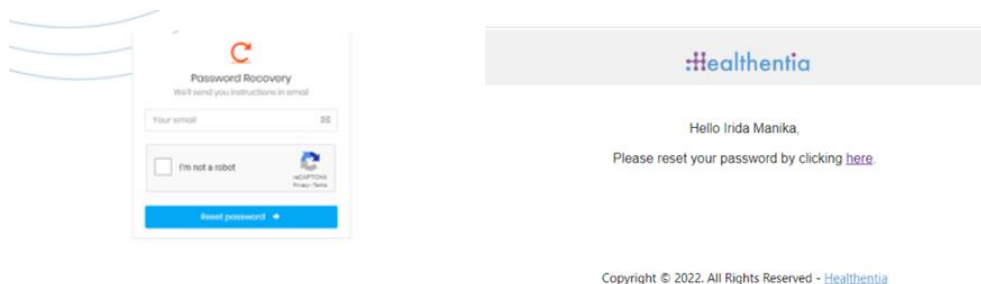 Password Recovery
We'll send you instructions in email
Your email
I'm not a robot
reCAPTCHA
Privacy - Terms
Reset password
Healthentia
Hello Irida Manika,
Please reset your password by clicking here.
Copyright © 2022. All Rights Reserved - Healthentia